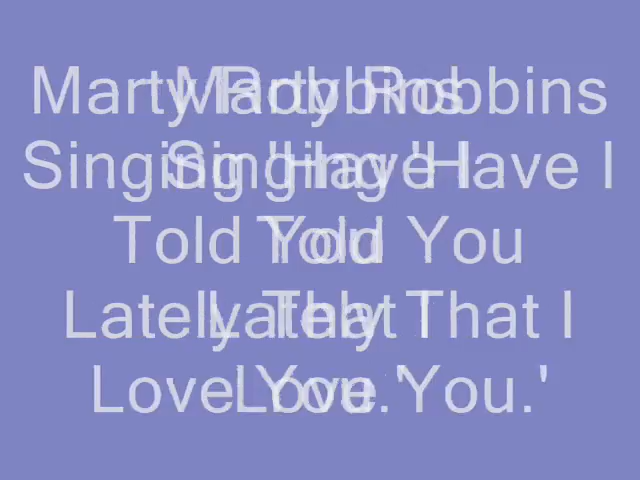 Marty Robbins
Singing 'Have I
Told You
Lately That I
Love You.'